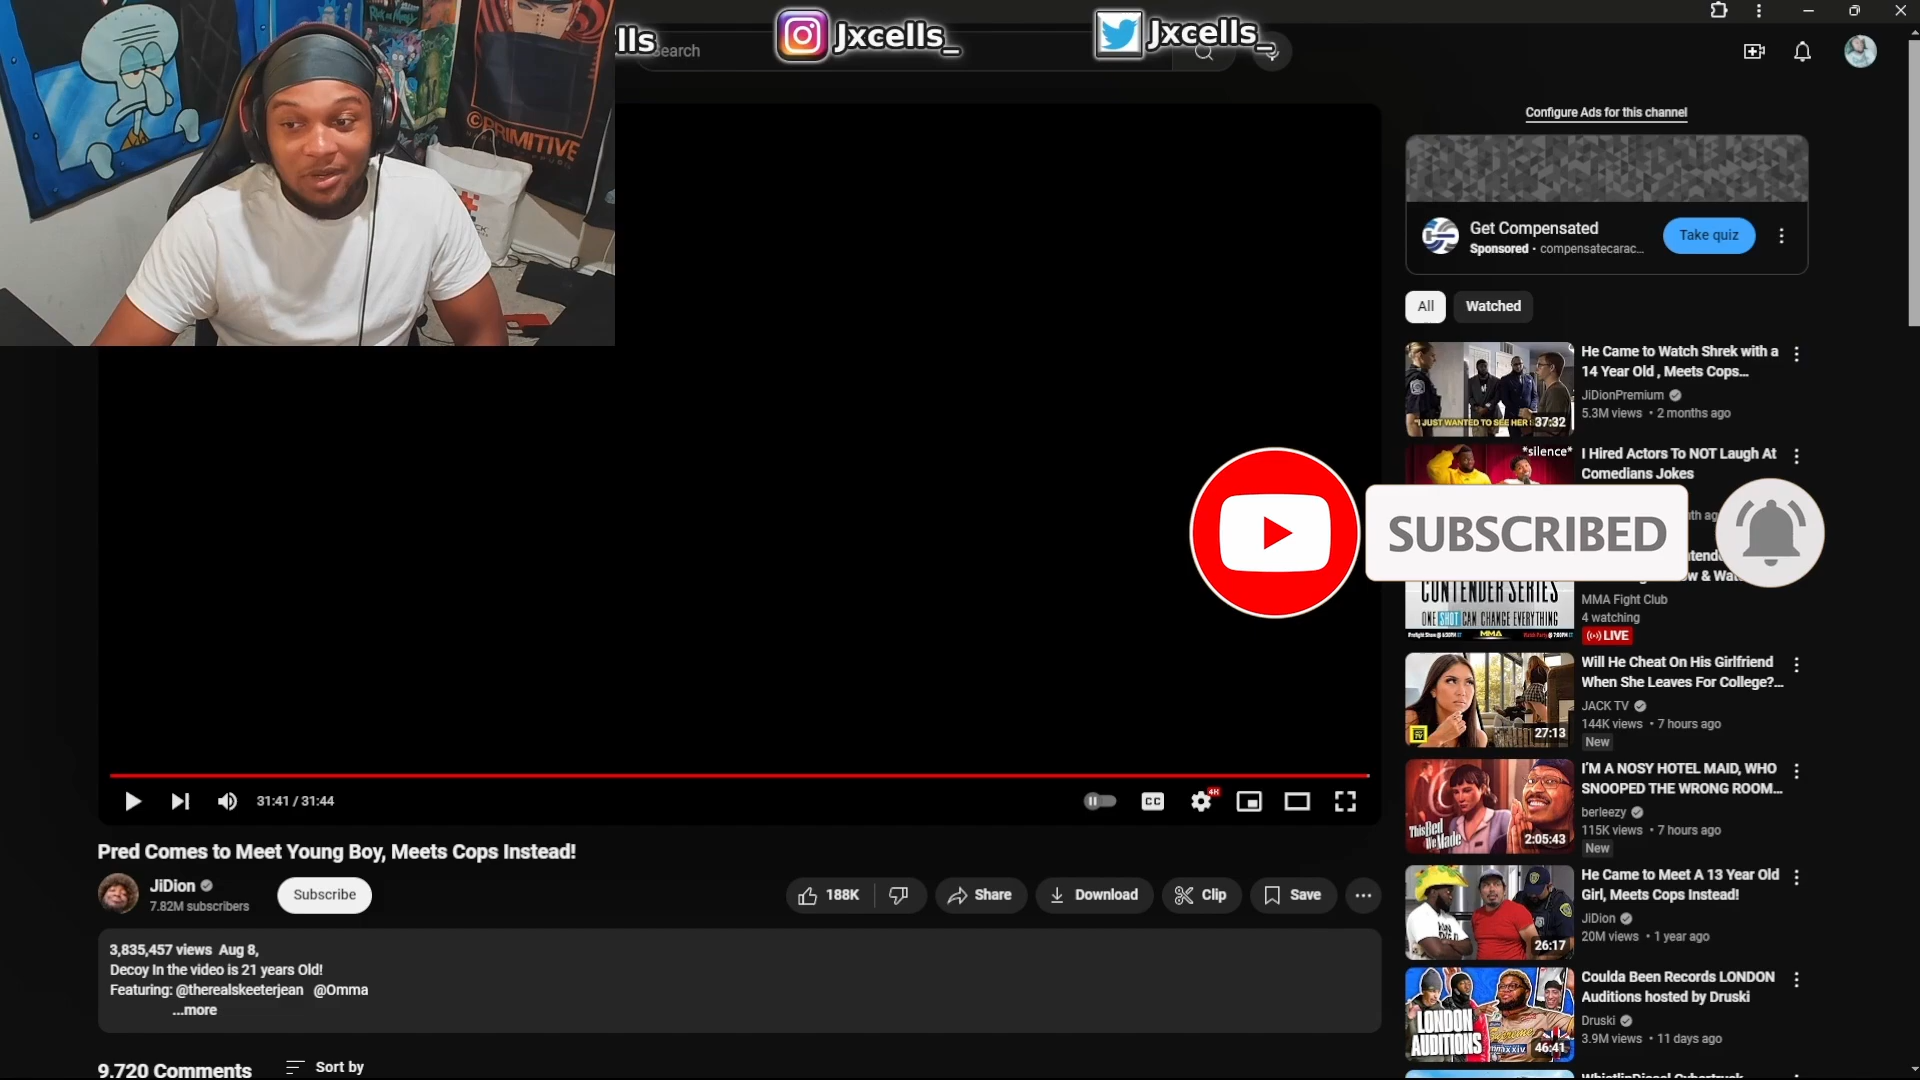 lls
Jxcells_
Jxcells_
Search
PRIMITIVE
Configure Ads for this channel
Get Compensated
Sponsored · compensatecarac...
Take quiz
All
Watched
He Came to Watch Shrek with a
14 Year Old , Meets Cops...
JiDionPremium
5.3M views • 2 months ago
"I JUST WANTED TO SEE HER
37:32
*silence*
I Hired Actors To NOT Laugh At
Comedians Jokes
SUBSCRIBED
CONTENDER SERIES
ONE SHOT CAN CHANGE EVERYTHING
MMA
MMA Fight Club
4 watching
LIVE
Will He Cheat On His Girlfriend
When She Leaves For College?...
JACK TV
144K views • 7 hours ago
New
27:13
I'M A NOSY HOTEL MAID, WHO
SNOOPED THE WRONG ROOM...
berleezy
115K views • 7 hours ago
New
This Bed
We Made
2:05:43
He Came to Meet A 13 Year Old
Girl, Meets Cops Instead!
JiDion
20M views • 1 year ago
26:17
Coulda Been Records LONDON
Auditions hosted by Druski
Druski
3.9M views • 11 days ago
LONDON
AUDITIONS
46:41
31:41 / 31:44
CC
4K
Pred Comes to Meet Young Boy, Meets Cops Instead!
JiDion
7.82M subscribers
Subscribe
188K
Share
Download
Clip
Save
3,835,457 views Aug 8,
Decoy In the video is 21 years Old!
Featuring: @therealskeeterjean @Omma
...more
9,720 Comments
Sort by